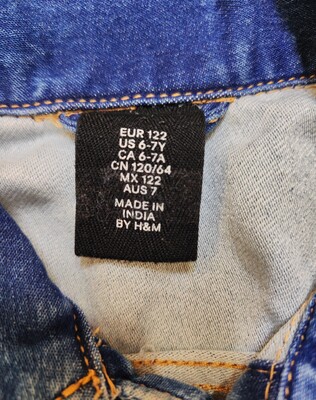 EUR 122
US 6-7Y
CA 6-7A
CN 120/64
MX 122
AUS 7
MADE IN
INDIA
BY H&M